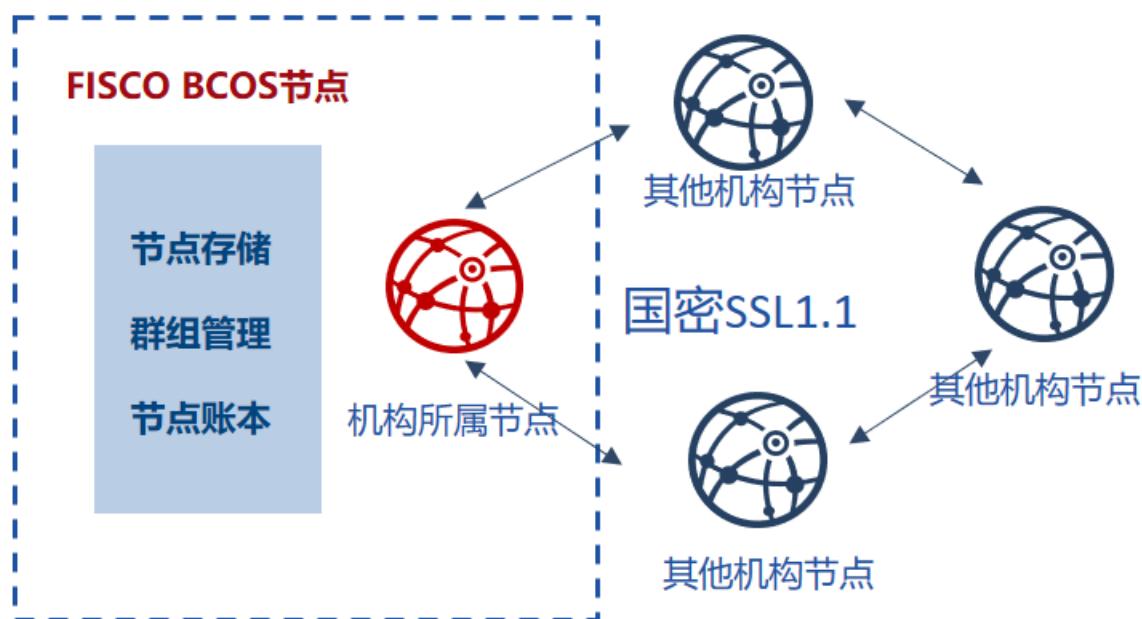 FISCO BCOS节点
节点存储
群组管理
节点账本
机构所属节点
其他机构节点
国密SSL1.1
其他机构节点
其他机构节点